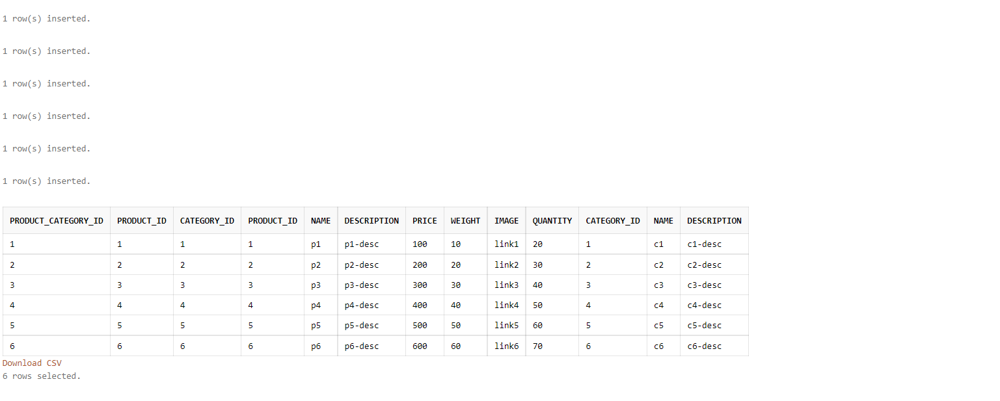 1 row(s) inserted.
1 row(s) inserted.
1 row(s) inserted.
1 row(s) inserted.
1 row(s) inserted.
1 row(s) inserted.
PRODUCT_CATEGORY_ID PRODUCT_ID CATEGORY_ID PRODUCT_ID NAME DESCRIPTION PRICE WEIGHT IMAGE QUANTITY CATEGORY_ID NAME DESCRIPTION
1 1 1 1 p1 p1-desc 100 10 link1 20 1 c1 c1-desc
2 2 2 2 p2 p2-desc 200 20 link2 30 2 c2 c2-desc
3 3 3 3 p3 p3-desc 300 30 link3 40 3 c3 c3-desc
4 4 4 4 p4 p4-desc 400 40 link4 50 4 c4 c4-desc
5 5 5 5 p5 p5-desc 500 50 link5 60 5 c5 c5-desc
6 6 6 6 p6 p6-desc 600 60 link6 70 6 c6 c6-desc
Download CSV
6 rows selected.